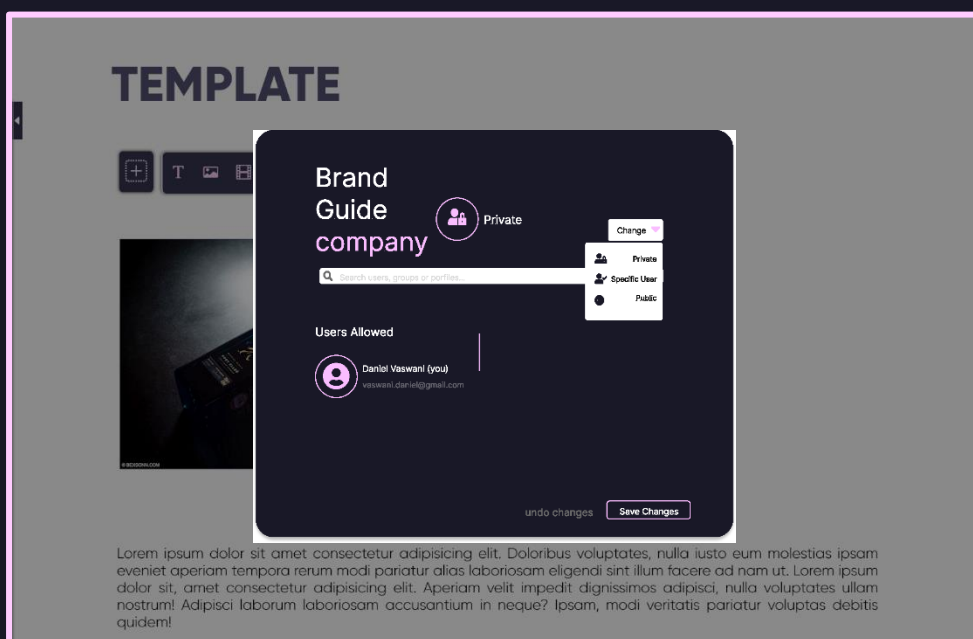 TEMPLATE
T
Brand
Guide
company
Private
Change
Private
Search users, groups or porfiles...
Specific User
Public
Users Allowed
Daniel Vaswani (you)
vaswani.daniel@gmail.com
undo changes
Save Changes
Lorem ipsum dolor sit amet consectetur adipisicing elit. Doloribus voluptates, nulla iusto eum molestias ipsam
eveniet aperiam tempora rerum modi pariatur alias laboriosam eligendi sint illum facere ad nam ut. Lorem ipsum
dolor sit, amet consectetur adipisicing elit. Aperiam velit impedit dignissimos adipisci, nulla voluptates ullam
nostrum! Adipisci laborum laboriosam accusantium in neque? Ipsam, modi veritatis pariatur voluptas debitis
quidem!